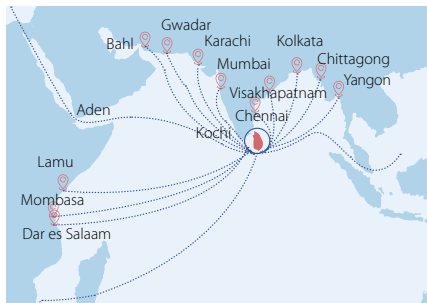 Gwadar
Bahl
Karachi
Kolkata
Mumbai
Chittagong
Visakhapatnam
Yangon
Aden
Chennai
Kochi
Lamu
Mombasa
Dar es Salaam